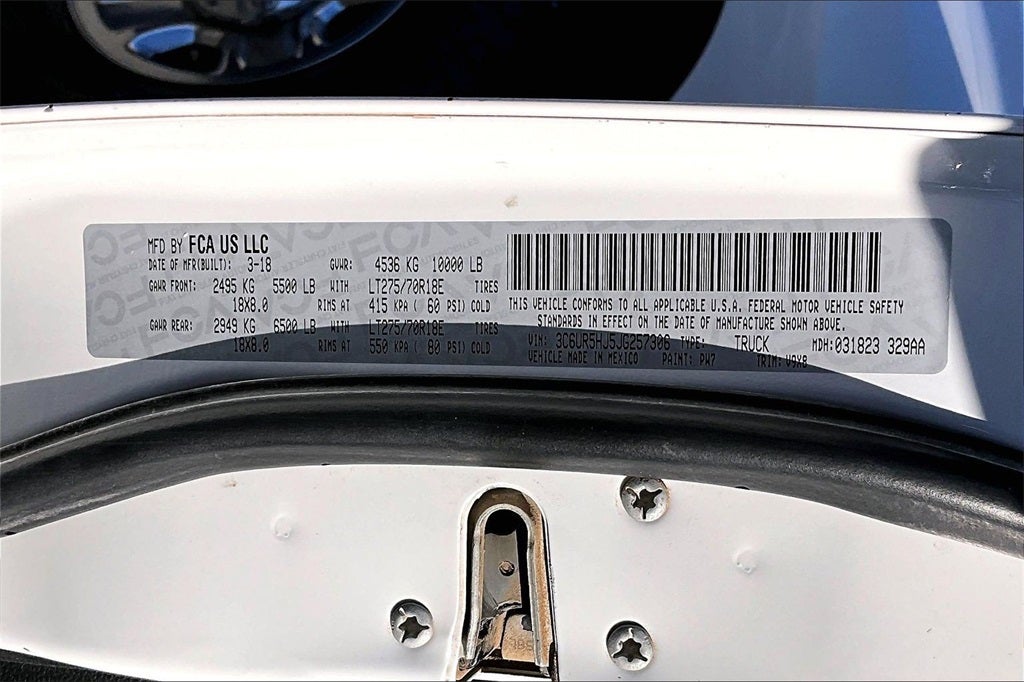 MFD BY FCA US LLC
DATE OF MFR(BUILT): 3-18 GVWR: 4536 KG 10000 LB
GAWR FRONT: 2495 KG 5500 LB WITH LT275/70R18E TIRES
18X8.0 RIMS AT 415 KPA ( 60 PSI) COLD
GAWR REAR: 2949 KG 6500 LB WITH LT275/70R18E TIRES
18X8.0 RIMS AT 550 KPA ( 80 PSI) COLD
THIS VEHICLE CONFORMS TO ALL APPLICABLE U.S.A. FEDERAL MOTOR VEHICLE SAFETY
STANDARDS IN EFFECT ON THE DATE OF MANUFACTURE SHOWN ABOVE.
VIN: 3C6UR5HJ5JG257306 TYPE: TRUCK MDH: 031823 329AA
VEHICLE MADE IN MEXICO PAINT: PW7 TRIM: V9X8